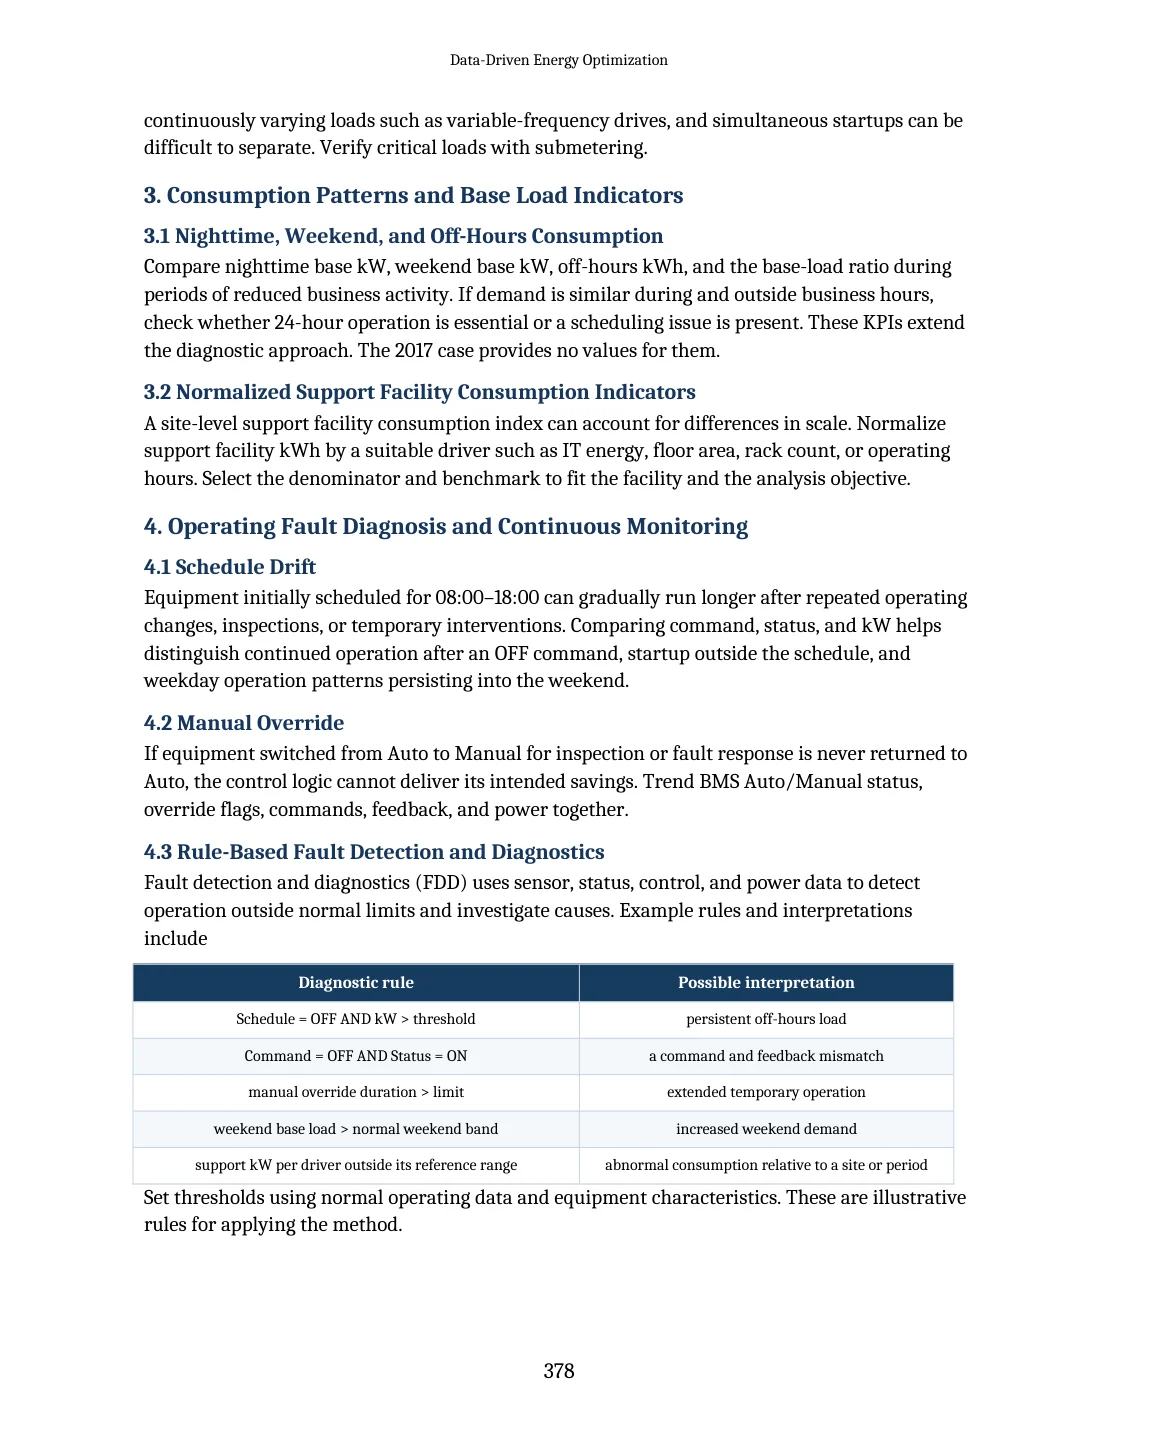 Data-Driven Energy Optimization
continuously varying loads such as variable-frequency drives, and simultaneous startups can be
difficult to separate. Verify critical loads with submetering.
3. Consumption Patterns and Base Load Indicators
3.1 Nighttime, Weekend, and Off-Hours Consumption
Compare nighttime base kW, weekend base kW, off-hours kWh, and the base-load ratio during
periods of reduced business activity. If demand is similar during and outside business hours,
check whether 24-hour operation is essential or a scheduling issue is present. These KPIs extend
the diagnostic approach. The 2017 case provides no values for them.
3.2 Normalized Support Facility Consumption Indicators
A site-level support facility consumption index can account for differences in scale. Normalize
support facility kWh by a suitable driver such as IT energy, floor area, rack count, or operating
hours. Select the denominator and benchmark to fit the facility and the analysis objective.
4. Operating Fault Diagnosis and Continuous Monitoring
4.1 Schedule Drift
Equipment initially scheduled for 08:00–18:00 can gradually run longer after repeated operating
changes, inspections, or temporary interventions. Comparing command, status, and kW helps
distinguish continued operation after an OFF command, startup outside the schedule, and
weekday operation patterns persisting into the weekend.
4.2 Manual Override
If equipment switched from Auto to Manual for inspection or fault response is never returned to
Auto, the control logic cannot deliver its intended savings. Trend BMS Auto/Manual status,
override flags, commands, feedback, and power together.
4.3 Rule-Based Fault Detection and Diagnostics
Fault detection and diagnostics (FDD) uses sensor, status, control, and power data to detect
operation outside normal limits and investigate causes. Example rules and interpretations
include
Diagnostic rule Possible interpretation
Schedule = OFF AND kW > threshold persistent off-hours load
Command = OFF AND Status = ON a command and feedback mismatch
manual override duration > limit extended temporary operation
weekend base load > normal weekend band increased weekend demand
support kW per driver outside its reference range abnormal consumption relative to a site or period
Set thresholds using normal operating data and equipment characteristics. These are illustrative
rules for applying the method.
378